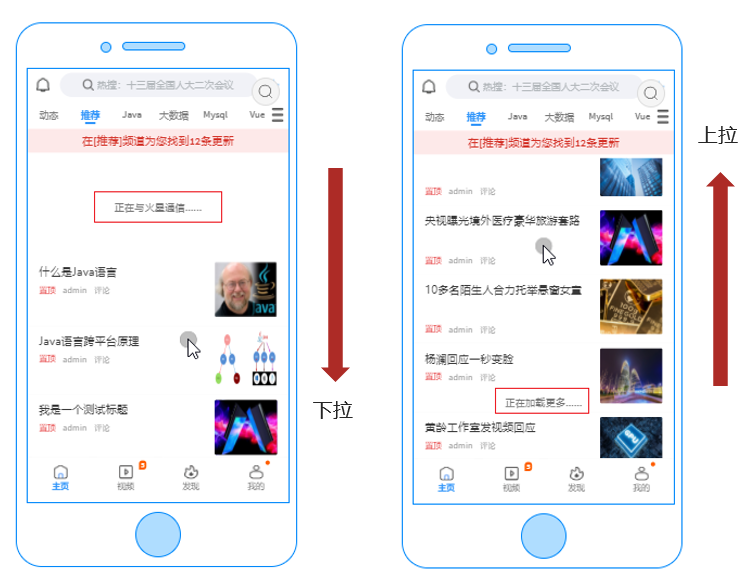 热搜：十三届全国人大二次会议
动态 推荐 Java 大数据 Mysql Vue
在[推荐]频道为您找到12条更新
正在与火星通信......
什么是Java语言
置顶 admin 评论
Java语言跨平台原理
置顶 admin 评论
我是一个测试标题
置顶 admin 评论
主页 视频 发现 我的
下拉
热搜：十三届全国人大二次会议
动态 推荐 Java 大数据 Mysql Vue
在[推荐]频道为您找到12条更新
置顶 admin 评论
央视曝光境外医疗豪华旅游套路
置顶 admin 评论
10多名陌生人合力托举悬窗女童
置顶 admin 评论
杨澜回应一秒变脸
置顶 admin 评论
正在加载更多......
黄龄工作室发视频回应
置顶 admin 评论
主页 视频 发现 我的
上拉